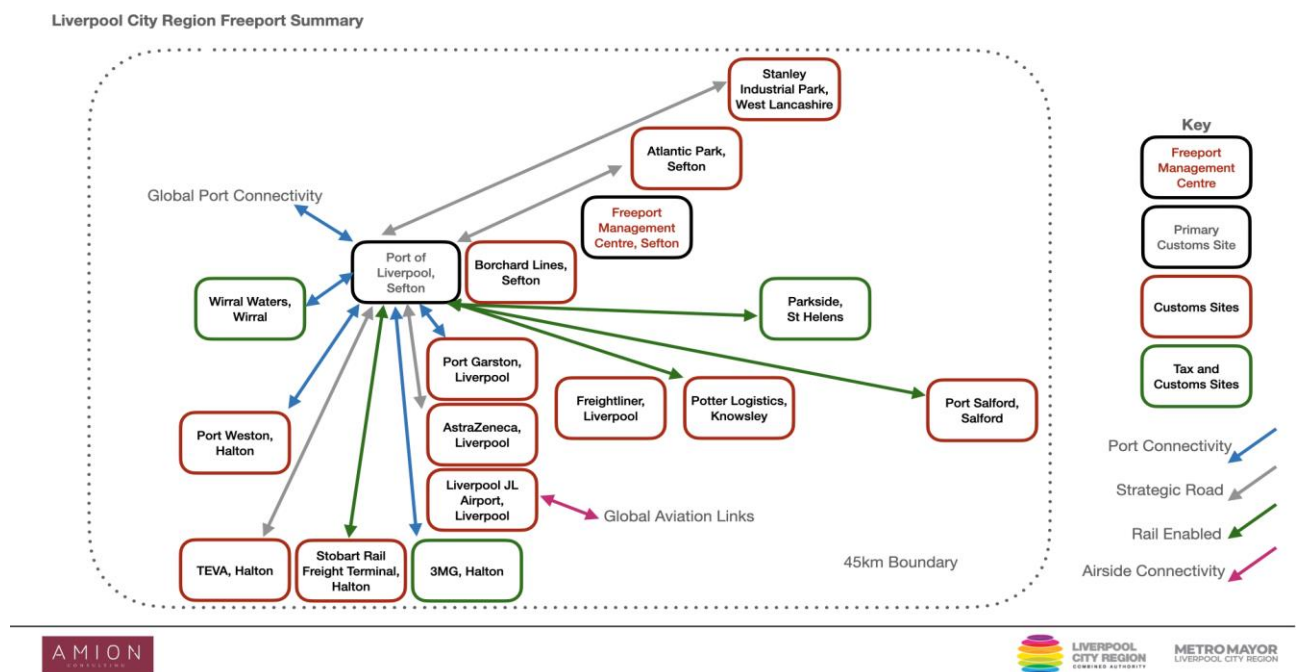 Liverpool City Region Freeport Summary
Stanley
Industrial Park,
West Lancashire
Atlantic Park,
Sefton
Global Port Connectivity
Freeport
Management
Centre, Sefton
Port of
Liverpool,
Sefton
Borchard Lines,
Sefton
Wirral Waters,
Wirral
Parkside,
St Helens
Port Garston,
Liverpool
Freightliner,
Liverpool
Potter Logistics,
Knowsley
Port Salford,
Salford
Port Weston,
Halton
AstraZeneca,
Liverpool
Liverpool JL
Airport,
Liverpool
Global Aviation Links
TEVA, Halton
Stobart Rail
Freight Terminal,
Halton
3MG, Halton
45km Boundary
Key
Freeport
Management
Centre
Primary
Customs Site
Customs Sites
Tax and
Customs Sites
Port Connectivity
Strategic Road
Rail Enabled
Airside Connectivity
AMION
CONSULTING
LIVERPOOL
CITY REGION
COMBINED AUTHORITY
METRO MAYOR
LIVERPOOL CITY REGION